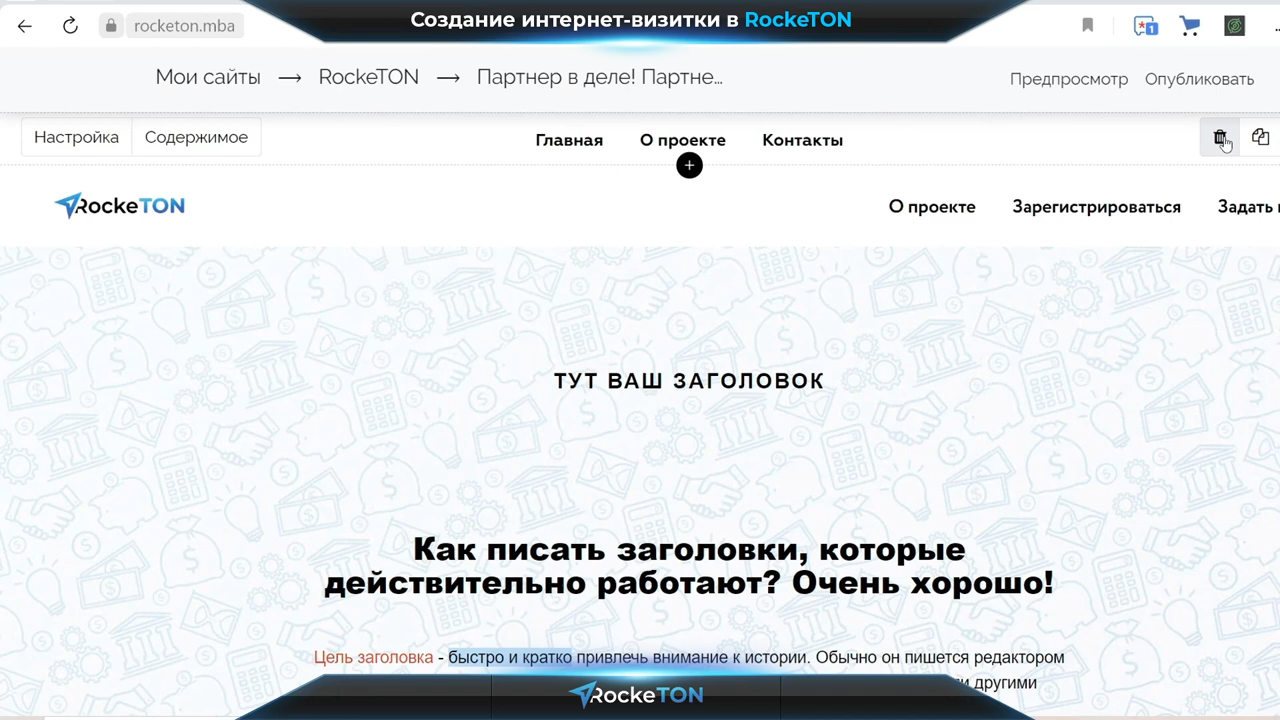 Создание интернет-визитки в RockeTON
rocketon.mba
1
Мои сайты → RockeTON → Партнер в деле! Партне...
Предпросмотр Опубликовать
Настройка Содержимое
Главная О проекте Контакты
+
RockeTON
О проекте Зарегистрироваться Задать
ТУТ ВАШ ЗАГОЛОВОК
Как писать заголовки, которые
действительно работают? Очень хорошо!
Цель заголовка - быстро и кратко привлечь внимание к истории. Обычно он пишется редактором
другими
RockeTON